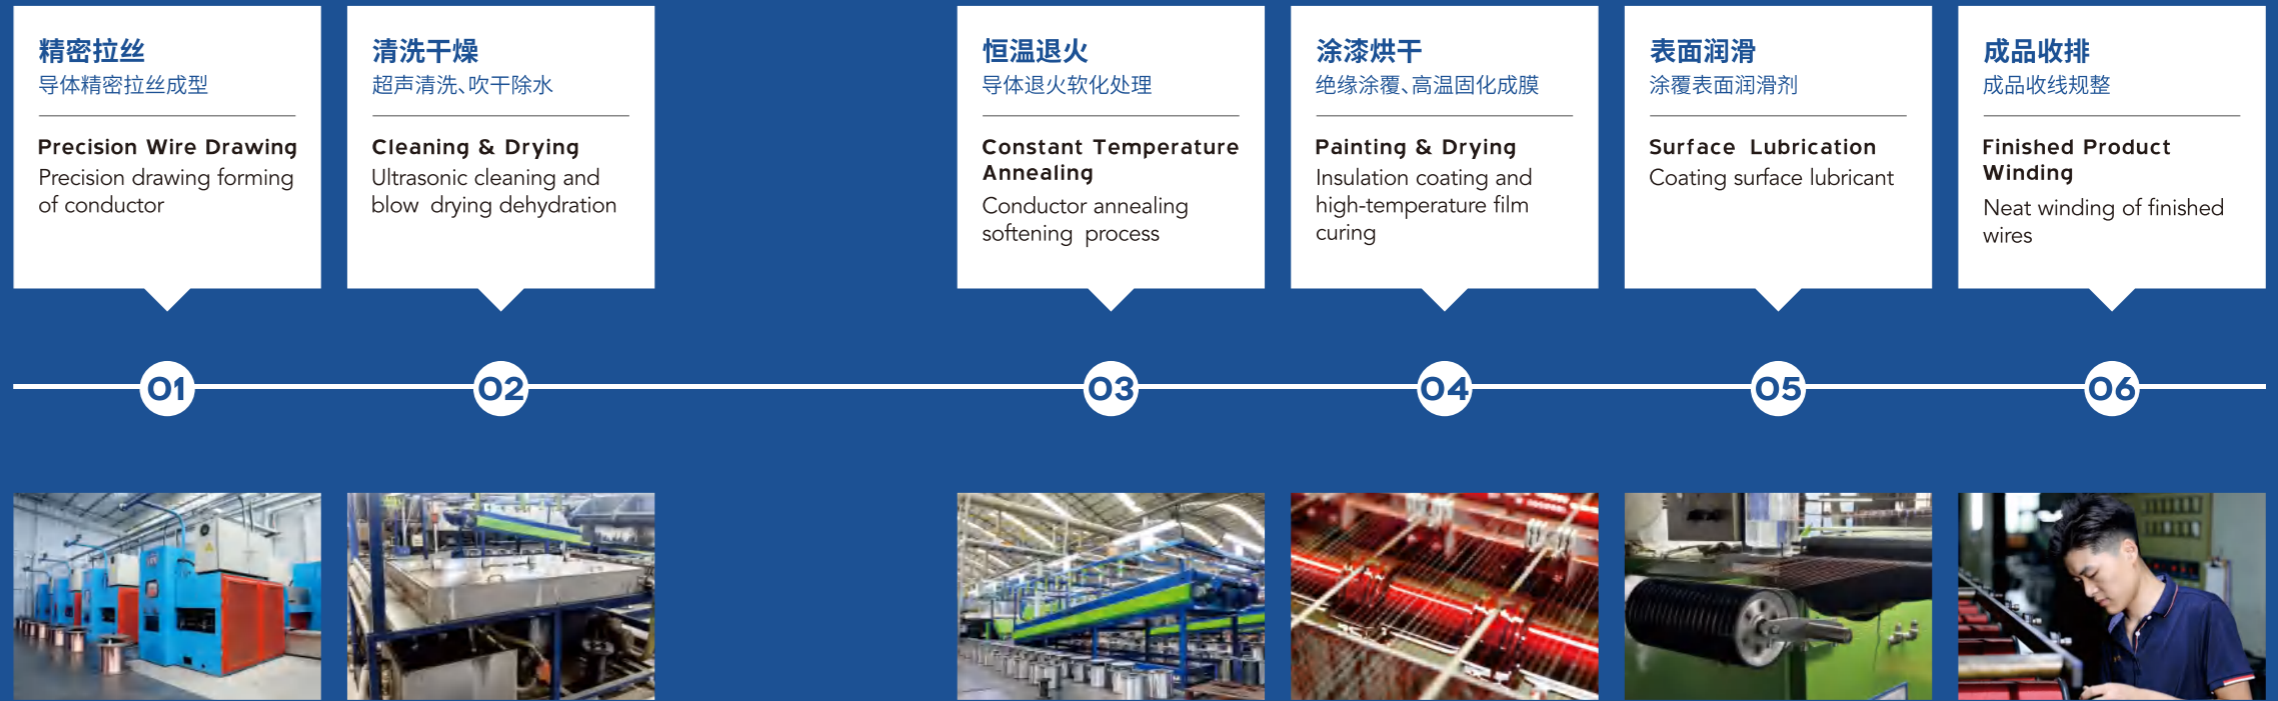 精密拉丝
导体精密拉丝成型
Precision Wire Drawing
Precision drawing forming
of conductor
清洗干燥
超声清洗、吹干除水
Cleaning & Drying
Ultrasonic cleaning and
blow drying dehydration
恒温退火
导体退火软化处理
Constant Temperature
Annealing
Conductor annealing
softening process
涂漆烘干
绝缘涂覆、高温固化成膜
Painting & Drying
Insulation coating and
high-temperature film
curing
表面润滑
涂覆表面润滑剂
Surface Lubrication
Coating surface lubricant
成品收排
成品收线规整
Finished Product
Winding
Neat winding of finished
wires
01
02
03
04
05
06